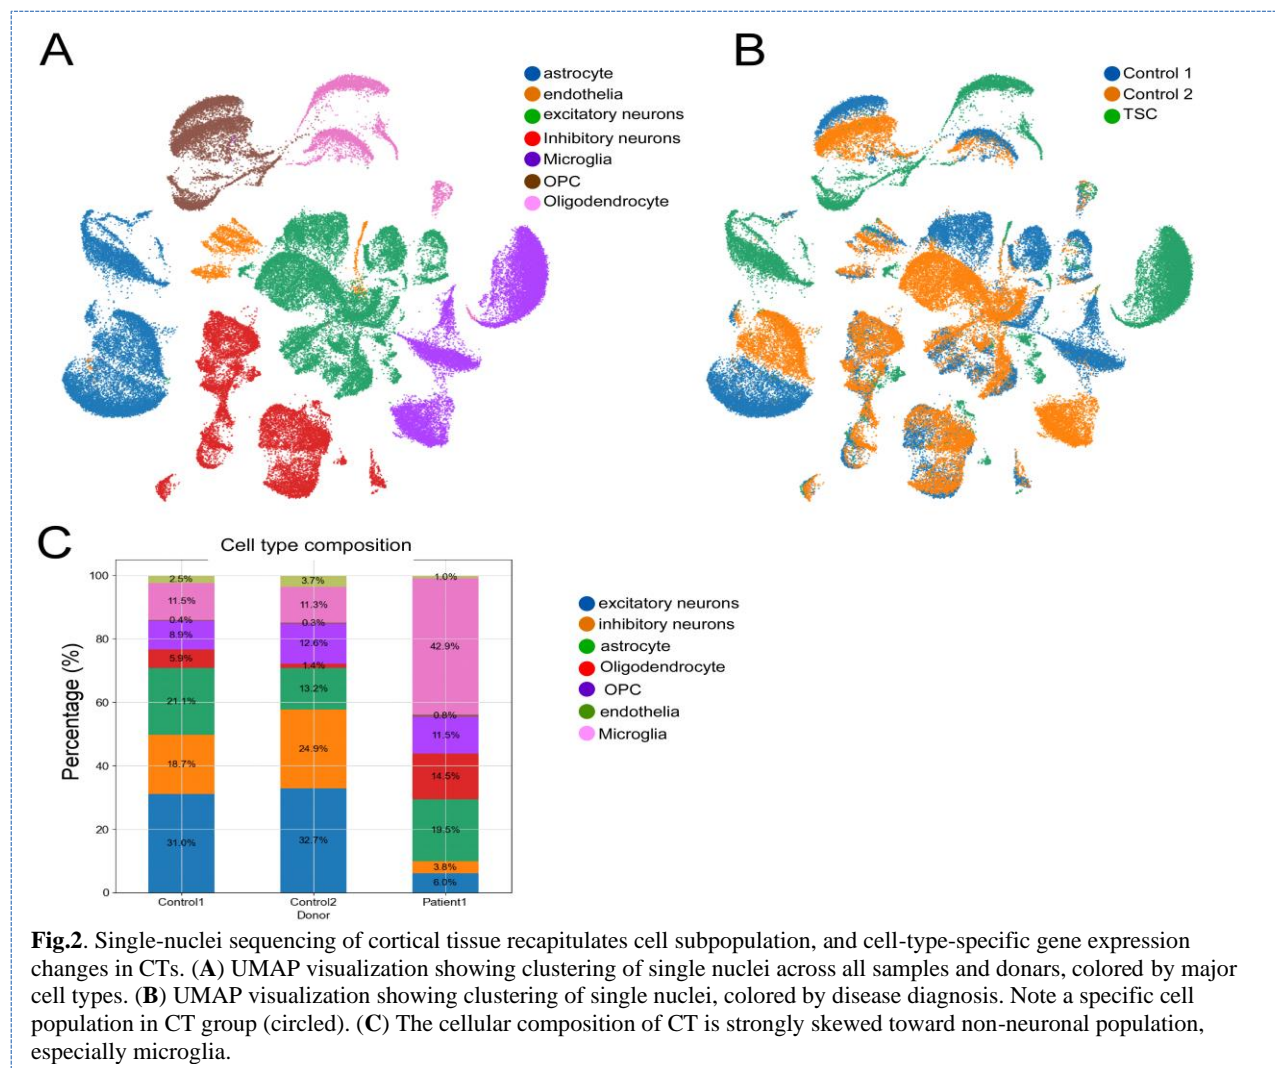 A
astrocyte
endothelia
excitatory neurons
Inhibitory neurons
Microglia
OPC
Oligodendrocyte
B
Control 1
Control 2
TSC
C
Cell type composition
Percentage (%)
100
80
60
40
20
0
2.5%
11.5%
0.4%
8.9%
5.9%
21.1%
18.7%
31.0%
3.7%
11.3%
0.3%
12.6%
1.4%
13.2%
24.9%
32.7%
1.0%
42.9%
0.8%
11.5%
14.5%
19.5%
3.8%
6.0%
Control1
Control2
Patient1
Donor
excitatory neurons
inhibitory neurons
astrocyte
Oligodendrocyte
OPC
endothelia
Microglia
Fig.2. Single-nuclei sequencing of cortical tissue recapitulates cell subpopulation, and cell-type-specific gene expression
changes in CTs. (A) UMAP visualization showing clustering of single nuclei across all samples and donars, colored by major
cell types. (B) UMAP visualization showing clustering of single nuclei, colored by disease diagnosis. Note a specific cell
population in CT group (circled). (C) The cellular composition of CT is strongly skewed toward non-neuronal population,
especially microglia.